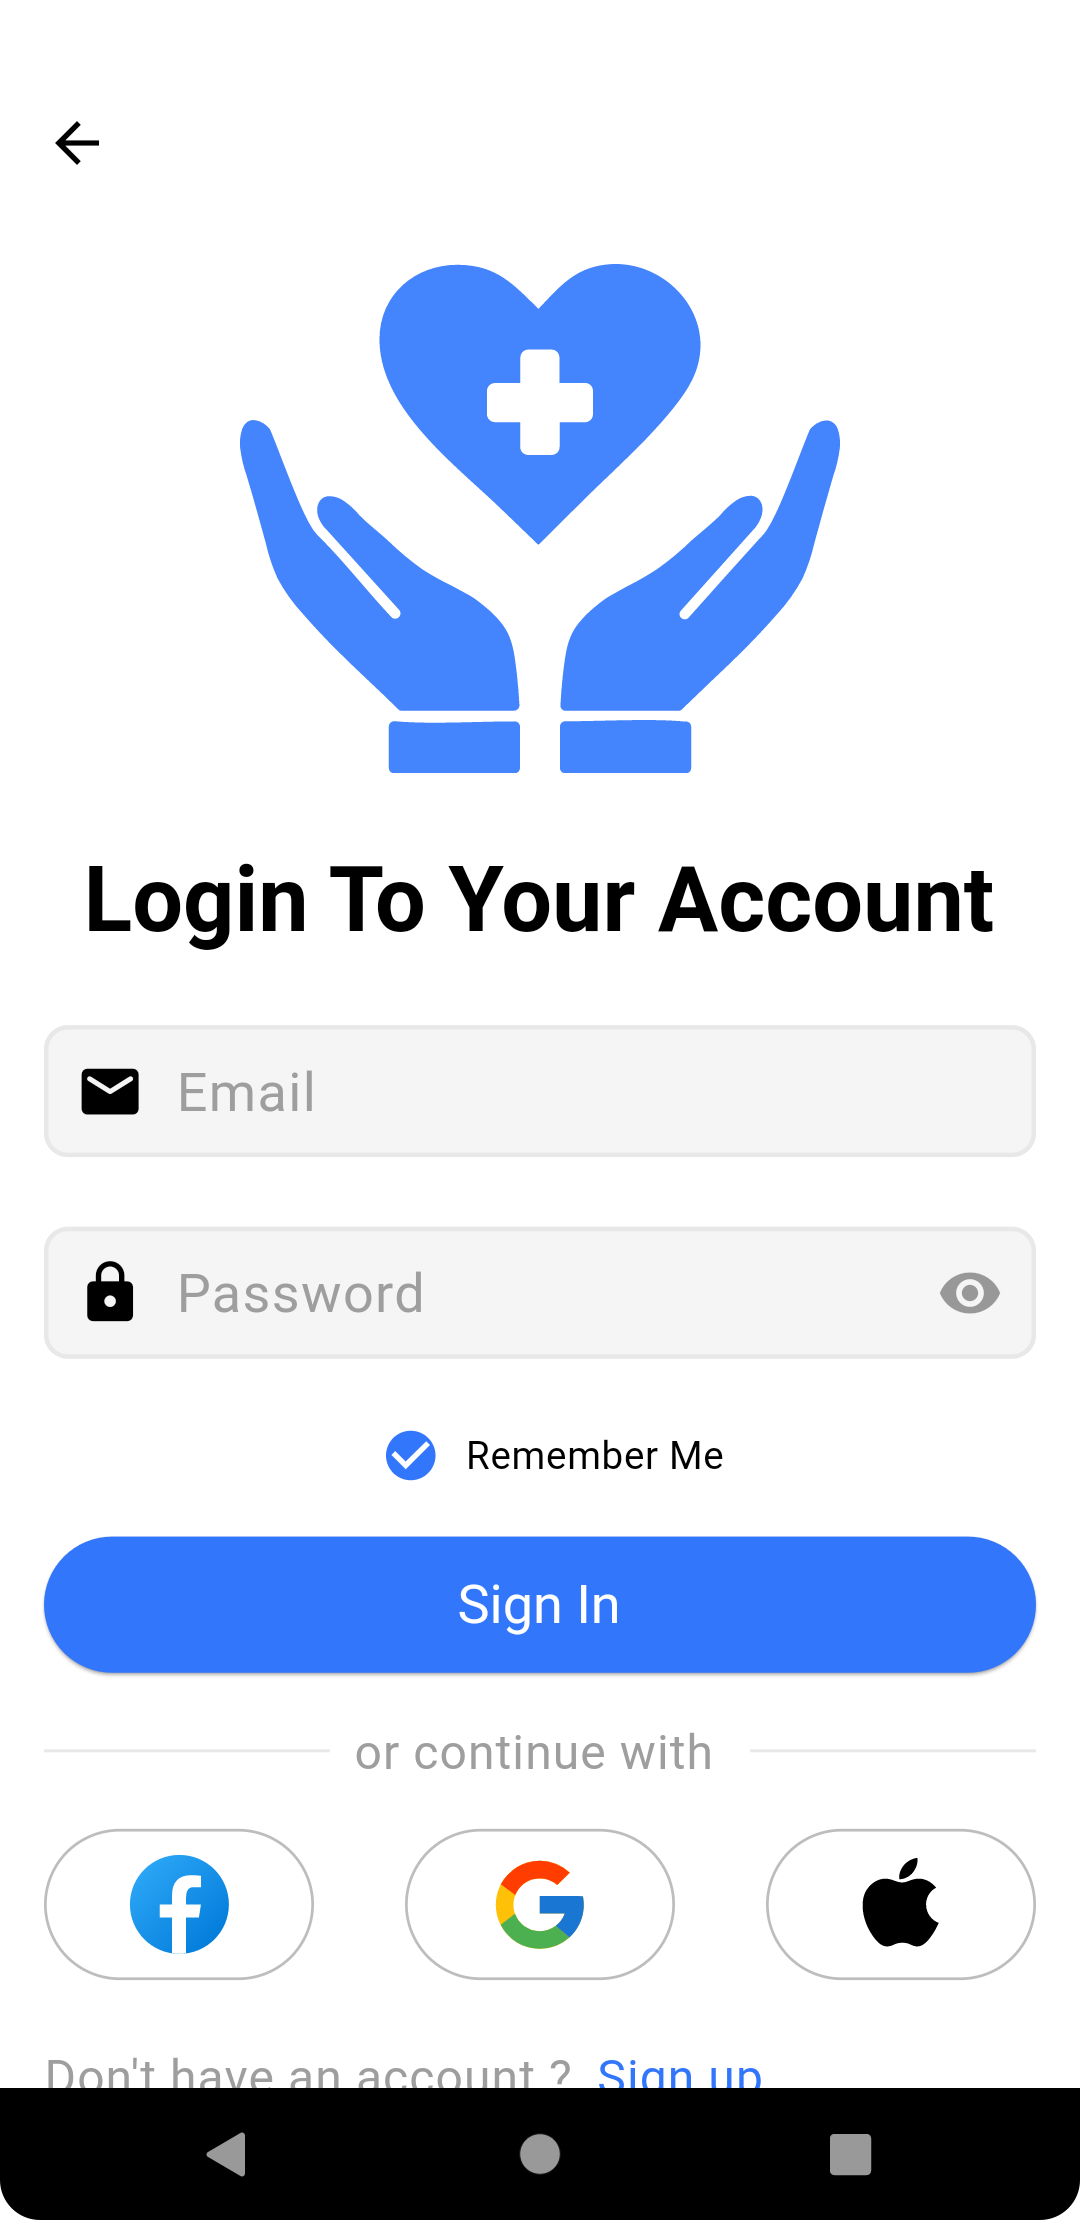 Login To Your Account
Email
Password
Remember Me
Sign In
or continue with
Don't have an account ? Sign up